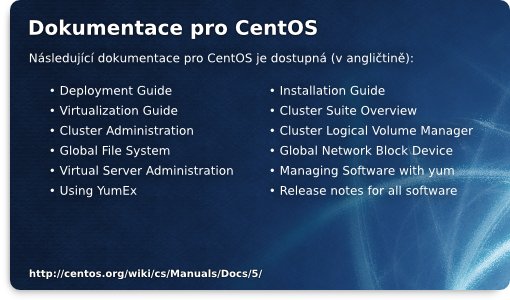 Dokumentace pro CentOS
Následující dokumentace pro CentOS je dostupná (v angličtině):
• Deployment Guide
• Virtualization Guide
• Cluster Administration
• Global File System
• Virtual Server Administration
• Using YumEx
• Installation Guide
• Cluster Suite Overview
• Cluster Logical Volume Manager
• Global Network Block Device
• Managing Software with yum
• Release notes for all software
http://centos.org/wiki/cs/Manuals/Docs/5/